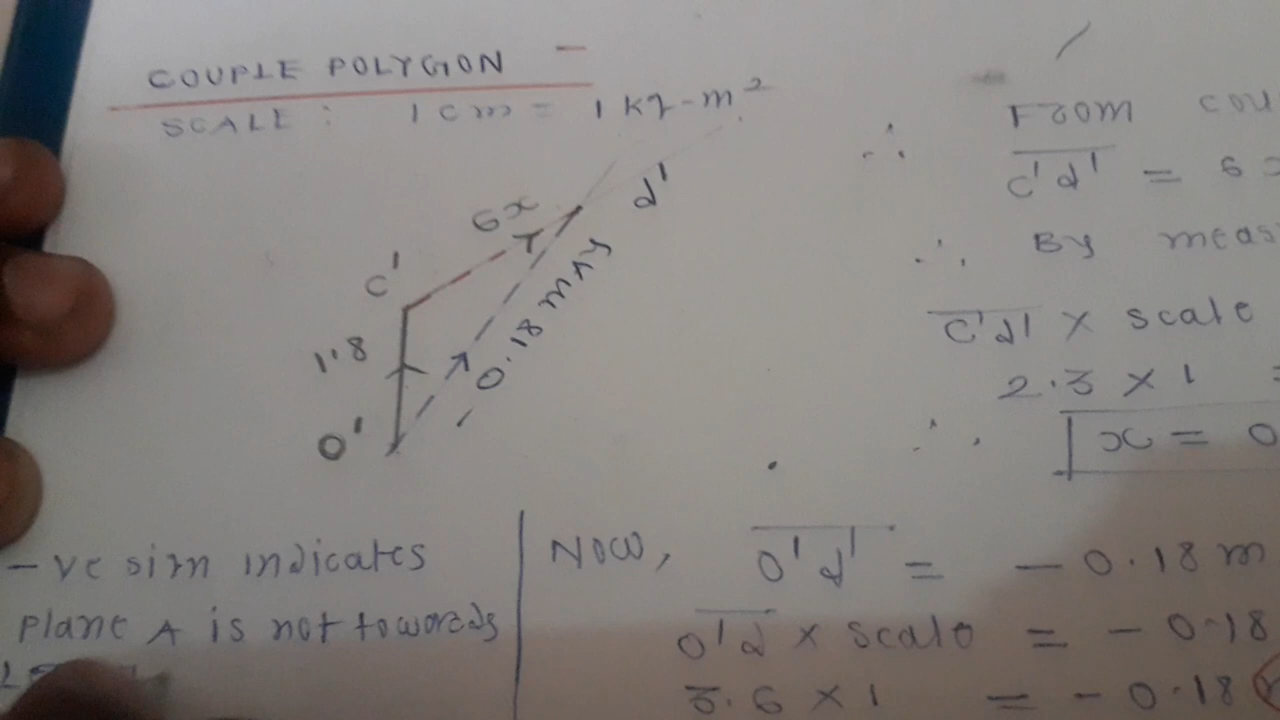 COUPLE POLYGON -
SCALE : 1 cm = 1 kg-m²
6x
d'
c'
1.8
-0.18 mxy
o'
∴ From cou
c'd' = 6x
∴ By meas
c'd' x scale
2.3 x 1 =
∴ x = 0
-ve sign indicates
plane A is not towards
Now, o'd' = - 0.18 m
o'd x scale = - 0.18
3.6 x 1 = - 0.18